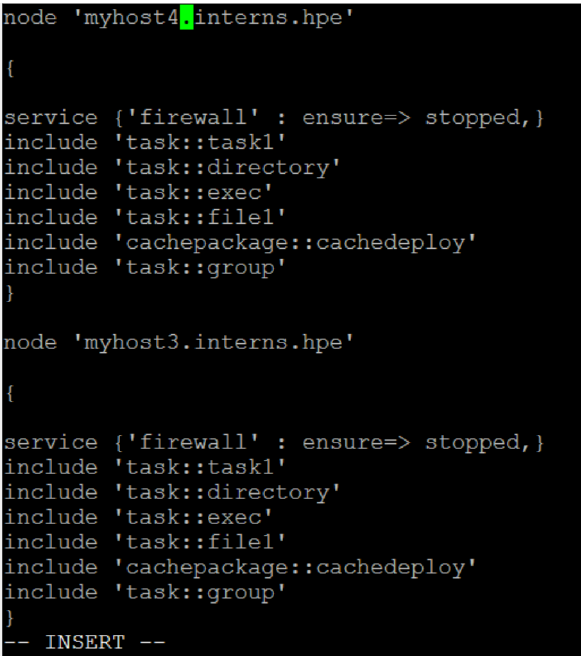 node 'myhost4.interns.hpe'
{
service {'firewall' : ensure=> stopped,}
include 'task::task1'
include 'task::directory'
include 'task::exec'
include 'task::file1'
include 'cachepackage::cachedeploy'
include 'task::group'
}
node 'myhost3.interns.hpe'
{
service {'firewall' : ensure=> stopped,}
include 'task::task1'
include 'task::directory'
include 'task::exec'
include 'task::file1'
include 'cachepackage::cachedeploy'
include 'task::group'
}
-- INSERT --